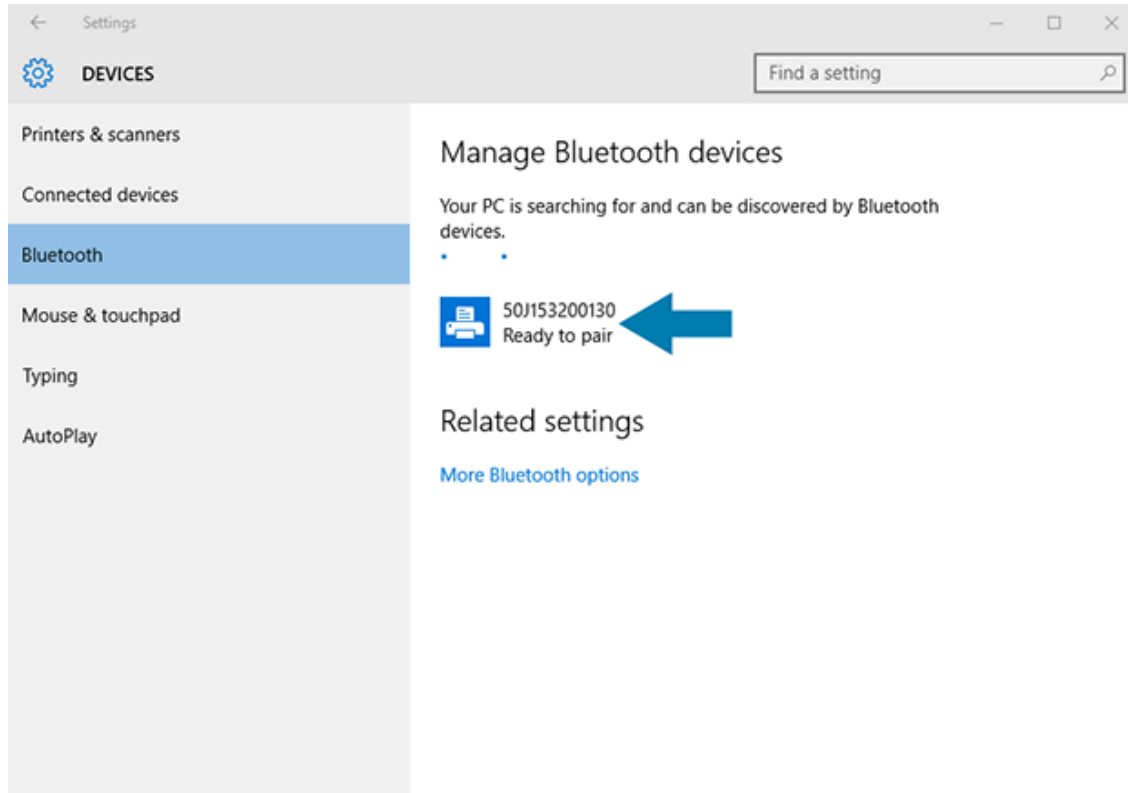 Settings
DEVICES
Find a setting
Printers & scanners
Connected devices
Bluetooth
Mouse & touchpad
Typing
AutoPlay
Manage Bluetooth devices
Your PC is searching for and can be discovered by Bluetooth
devices.
50J153200130
Ready to pair
Related settings
More Bluetooth options